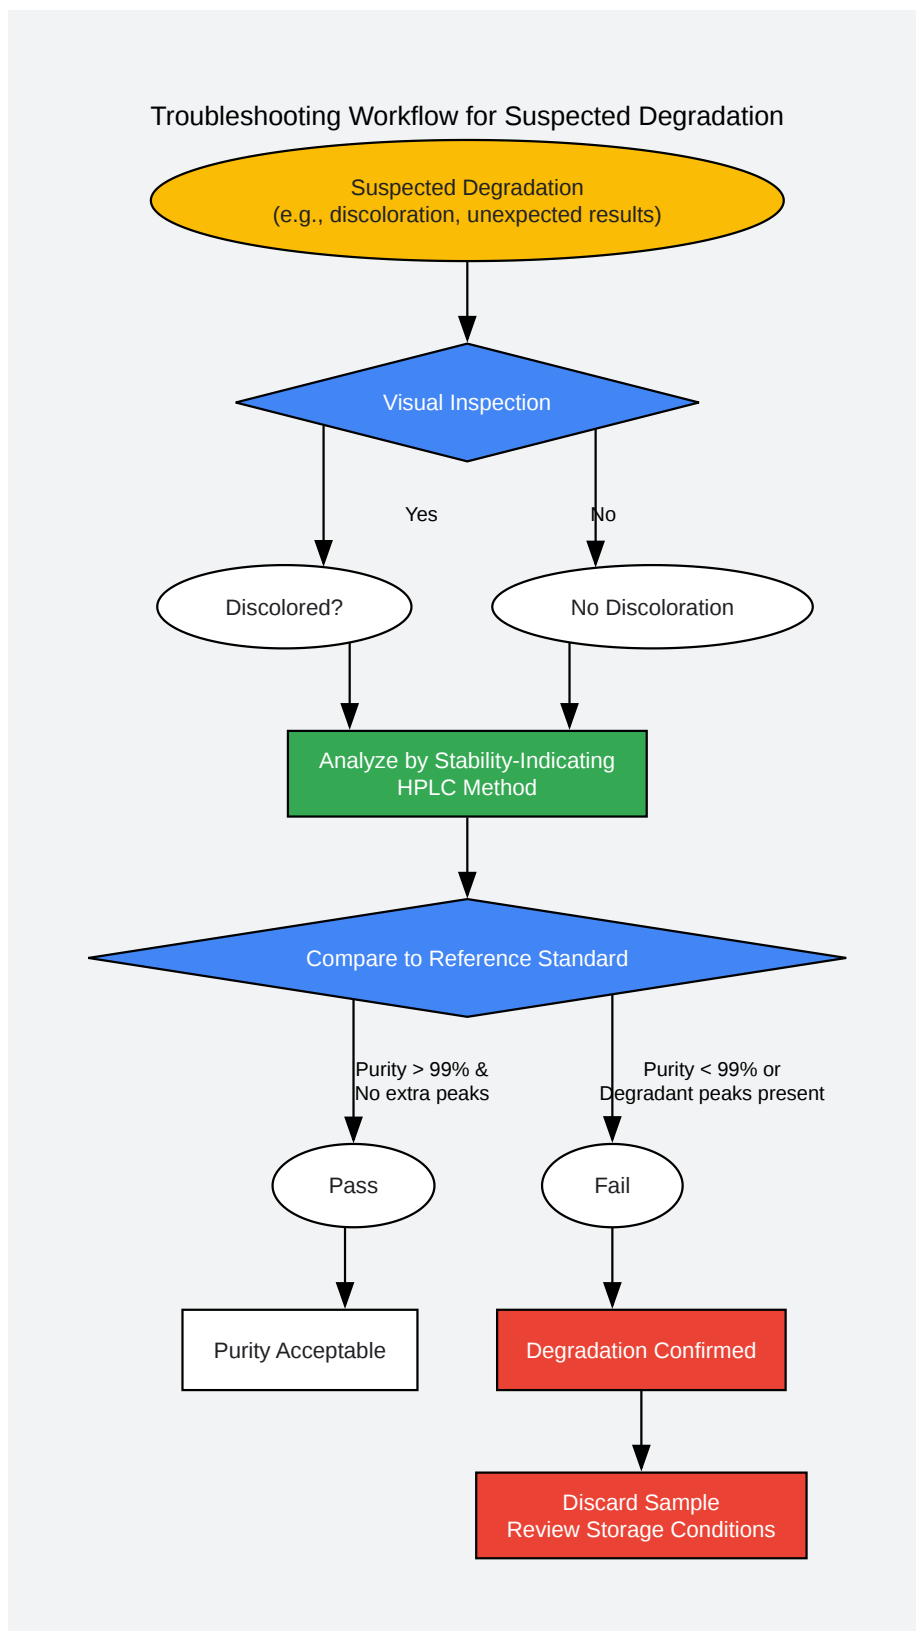 Troubleshooting Workflow for Suspected Degradation
Suspected Degradation
(e.g., discoloration, unexpected results)
Visual Inspection
Yes
No
Discolored?
No Discoloration
Analyze by Stability-Indicating
HPLC Method
Compare to Reference Standard
Purity > 99% &
No extra peaks
Purity < 99% or
Degradant peaks present
Pass
Fail
Purity Acceptable
Degradation Confirmed
Discard Sample
Review Storage Conditions